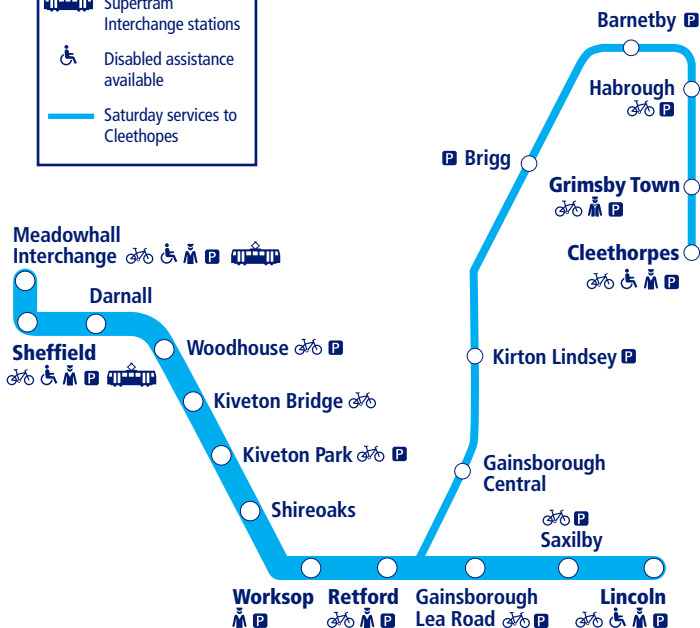 Supertram
Interchange stations
Disabled assistance
available
Saturday services to
Cleethopes
Barnetby P
Habrough
P
P Brigg
Grimsby Town
P
Cleethorpes
P
Meadowhall
Interchange P
Darnall
Sheffield
P
Woodhouse P
Kiveton Bridge
Kiveton Park P
Shireoaks
Kirton Lindsey P
Gainsborough
Central
P
Saxilby
Worksop
P
Retford
P
Gainsborough
Lea Road P
Lincoln
P